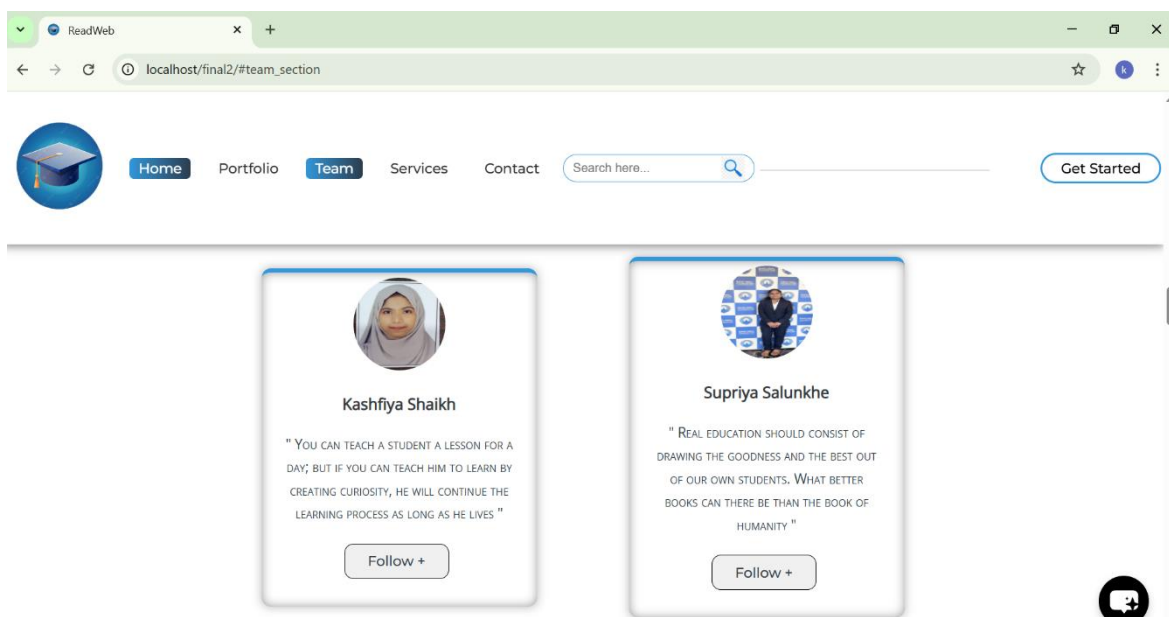 ReadWeb
localhost/final2/#team_section
k
Home Portfolio Team Services Contact Search here... Get Started
Kashfiya Shaikh
" You can teach a student a lesson for a
day; but if you can teach him to learn by
creating curiosity, he will continue the
learning process as long as he lives "
Follow +
Supriya Salunkhe
" Real education should consist of
drawing the goodness and the best out
of our own students. What better
books can there be than the book of
humanity "
Follow +